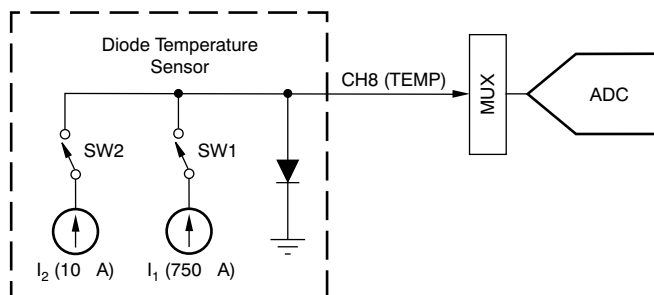 Diode Temperature
Sensor
CH8 (TEMP)
MUX
ADC
SW2
SW1
I₂ (10 A)
I₁ (750 A)